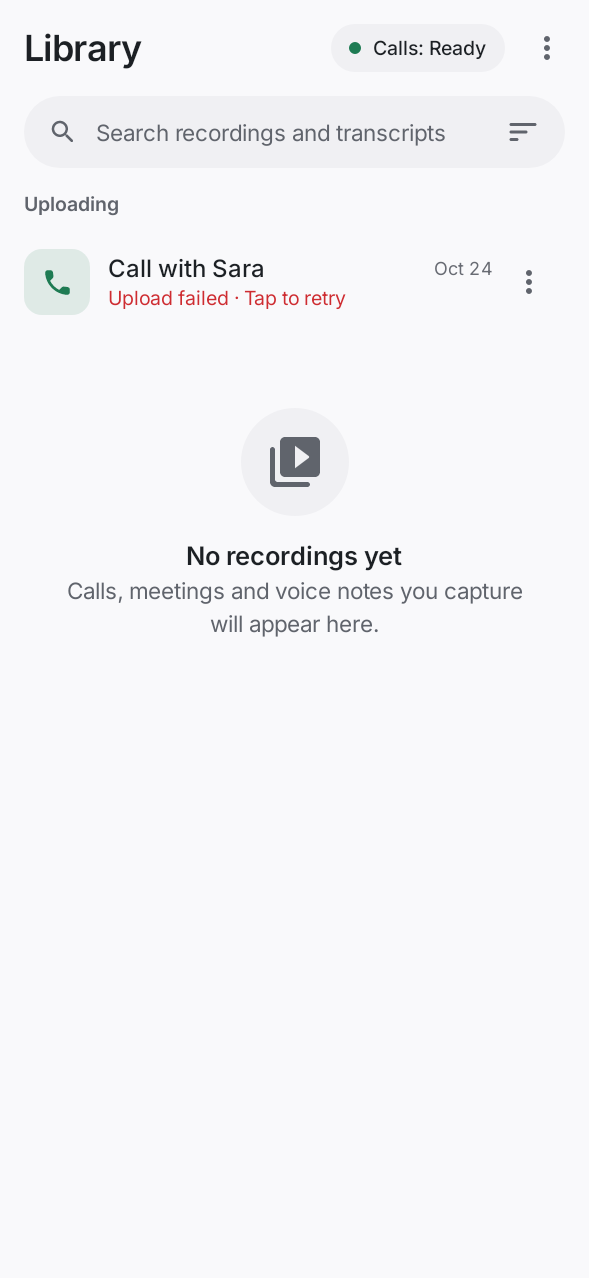 Library
Calls: Ready
Search recordings and transcripts
Uploading
Call with Sara
Oct 24
Upload failed · Tap to retry
No recordings yet
Calls, meetings and voice notes you capture
will appear here.